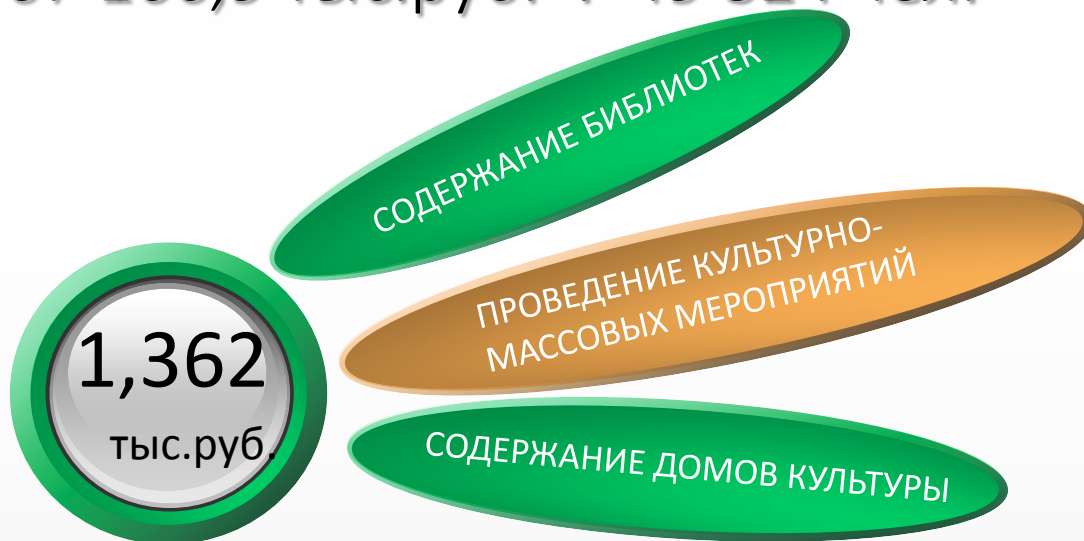 СОДЕРЖАНИЕ БИБЛИОТЕК
ПРОВЕДЕНИЕ КУЛЬТУРНО-
МАССОВЫХ МЕРОПРИЯТИЙ
1,362
тыс.руб.
СОДЕРЖАНИЕ ДОМОВ КУЛЬТУРЫ